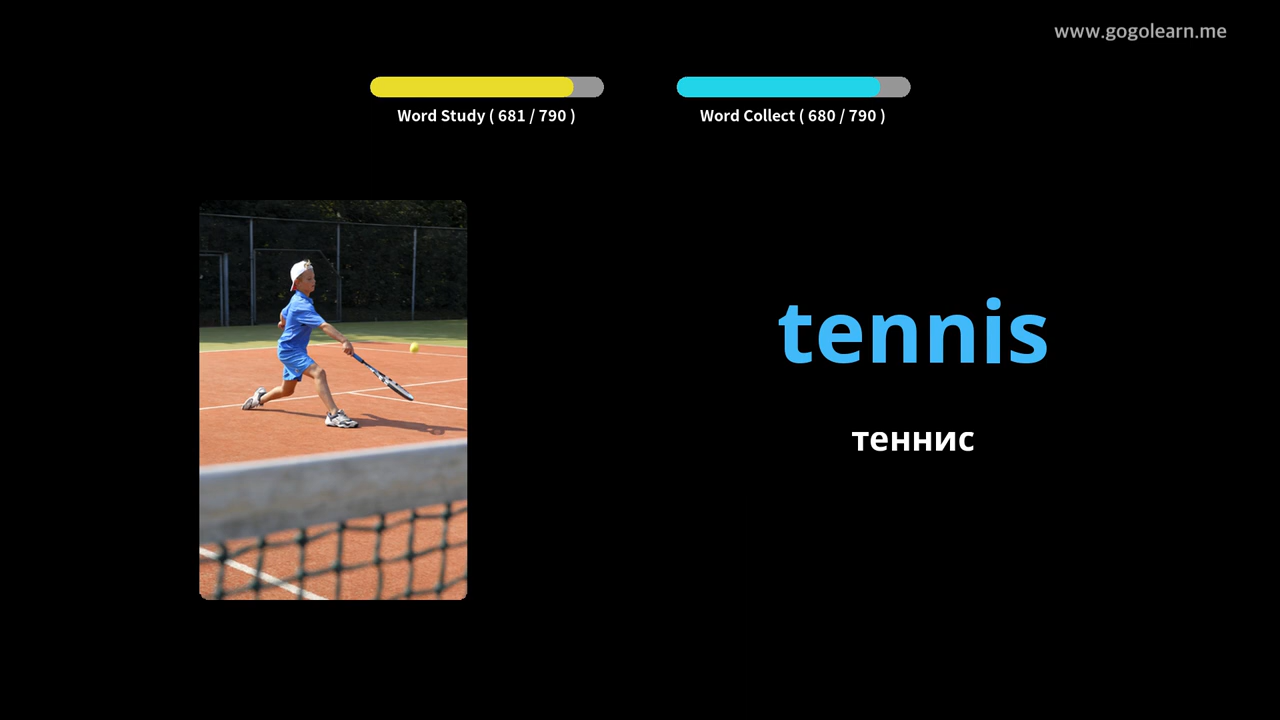 www.gogolearn.me
Word Study ( 681 / 790 )
Word Collect ( 680 / 790 )
tennis
теннис